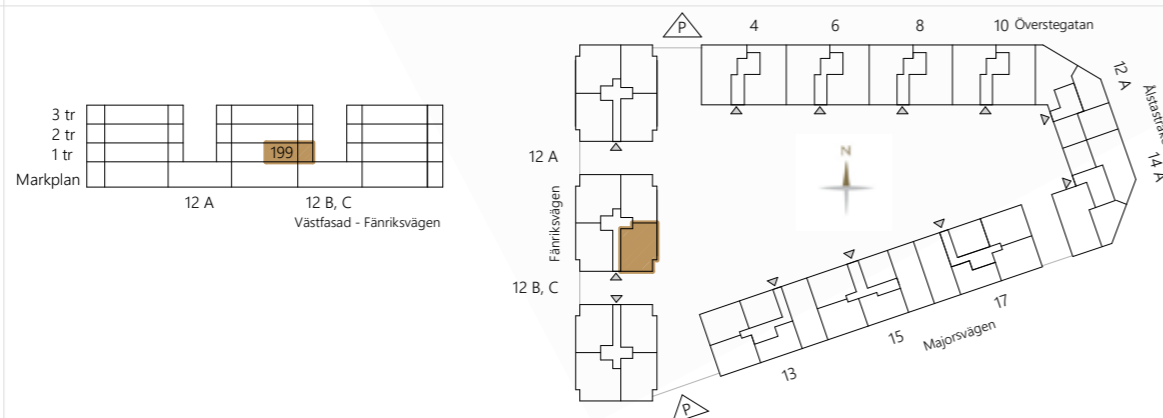 3 tr
2 tr
1 tr
199
Markplan
12 A
12 B, C
Västfasad - Fänriksvägen
P
4
6
8
10 Överstegatan
12 A
14 A
12 A
Fänriksvägen
12 B, C
N
13
15
17
Majorsvägen
P